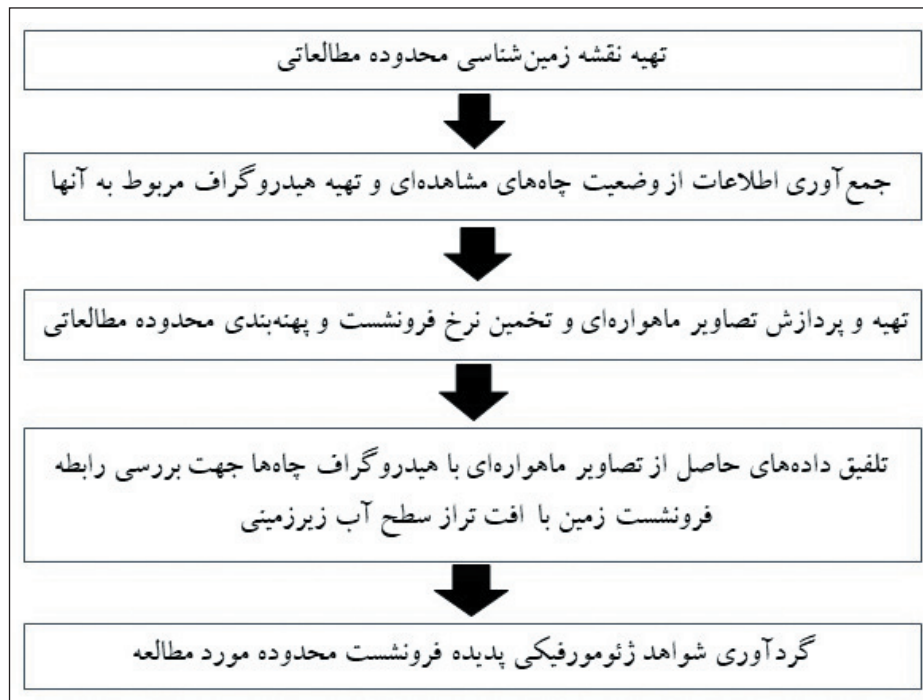 تهیه نقشه زمین‌شناسی محدوده مطالعاتی
جمع‌آوری اطلاعات از وضعیت چاه‌های مشاهده‌ای و تهیه هیدروگراف مربوط به آنها
تهیه و پردازش تصاویر ماهواره‌ای و تخمین نرخ فرونشست و پهنه‌بندی محدوده مطالعاتی
تلفیق داده‌های حاصل از تصاویر ماهواره‌ای با هیدروگراف چاه‌ها جهت بررسی رابطه
فرونشست زمین با افت تراز سطح آب زیرزمینی
گردآوری شواهد ژئومورفیکی پدیده فرونشست محدوده مورد مطالعه